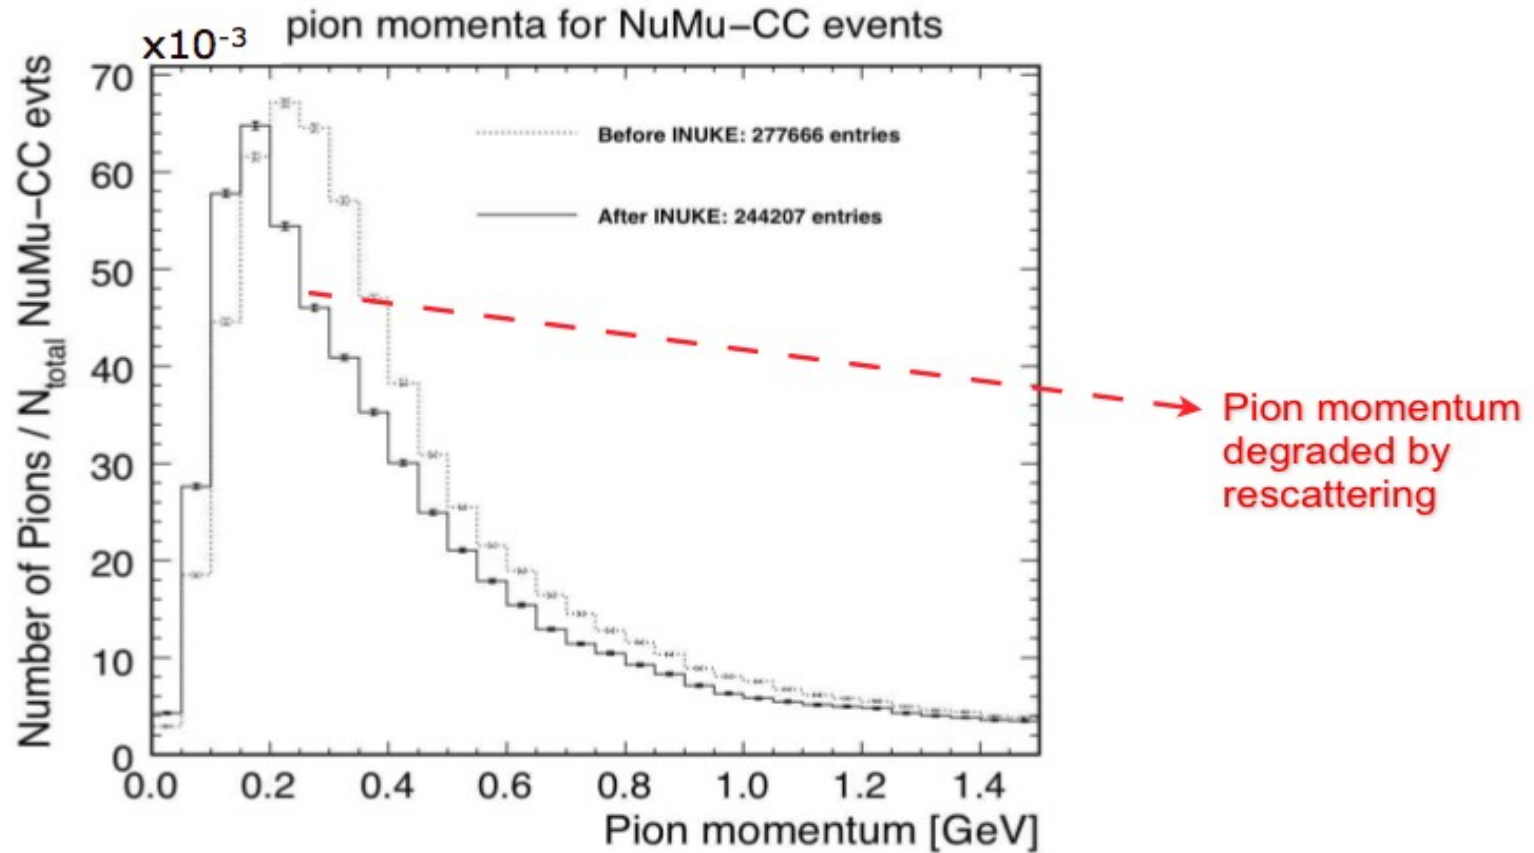 pion momenta for NuMu−CC events
x10-3
Number of Pions / Ntotal NuMu−CC evts
70
60
50
40
30
20
10
0
Before INUKE: 277666 entries
After INUKE: 244207 entries
Pion momentum
degraded by
rescattering
0.0 0.2 0.4 0.6 0.8 1.0 1.2 1.4
Pion momentum [GeV]